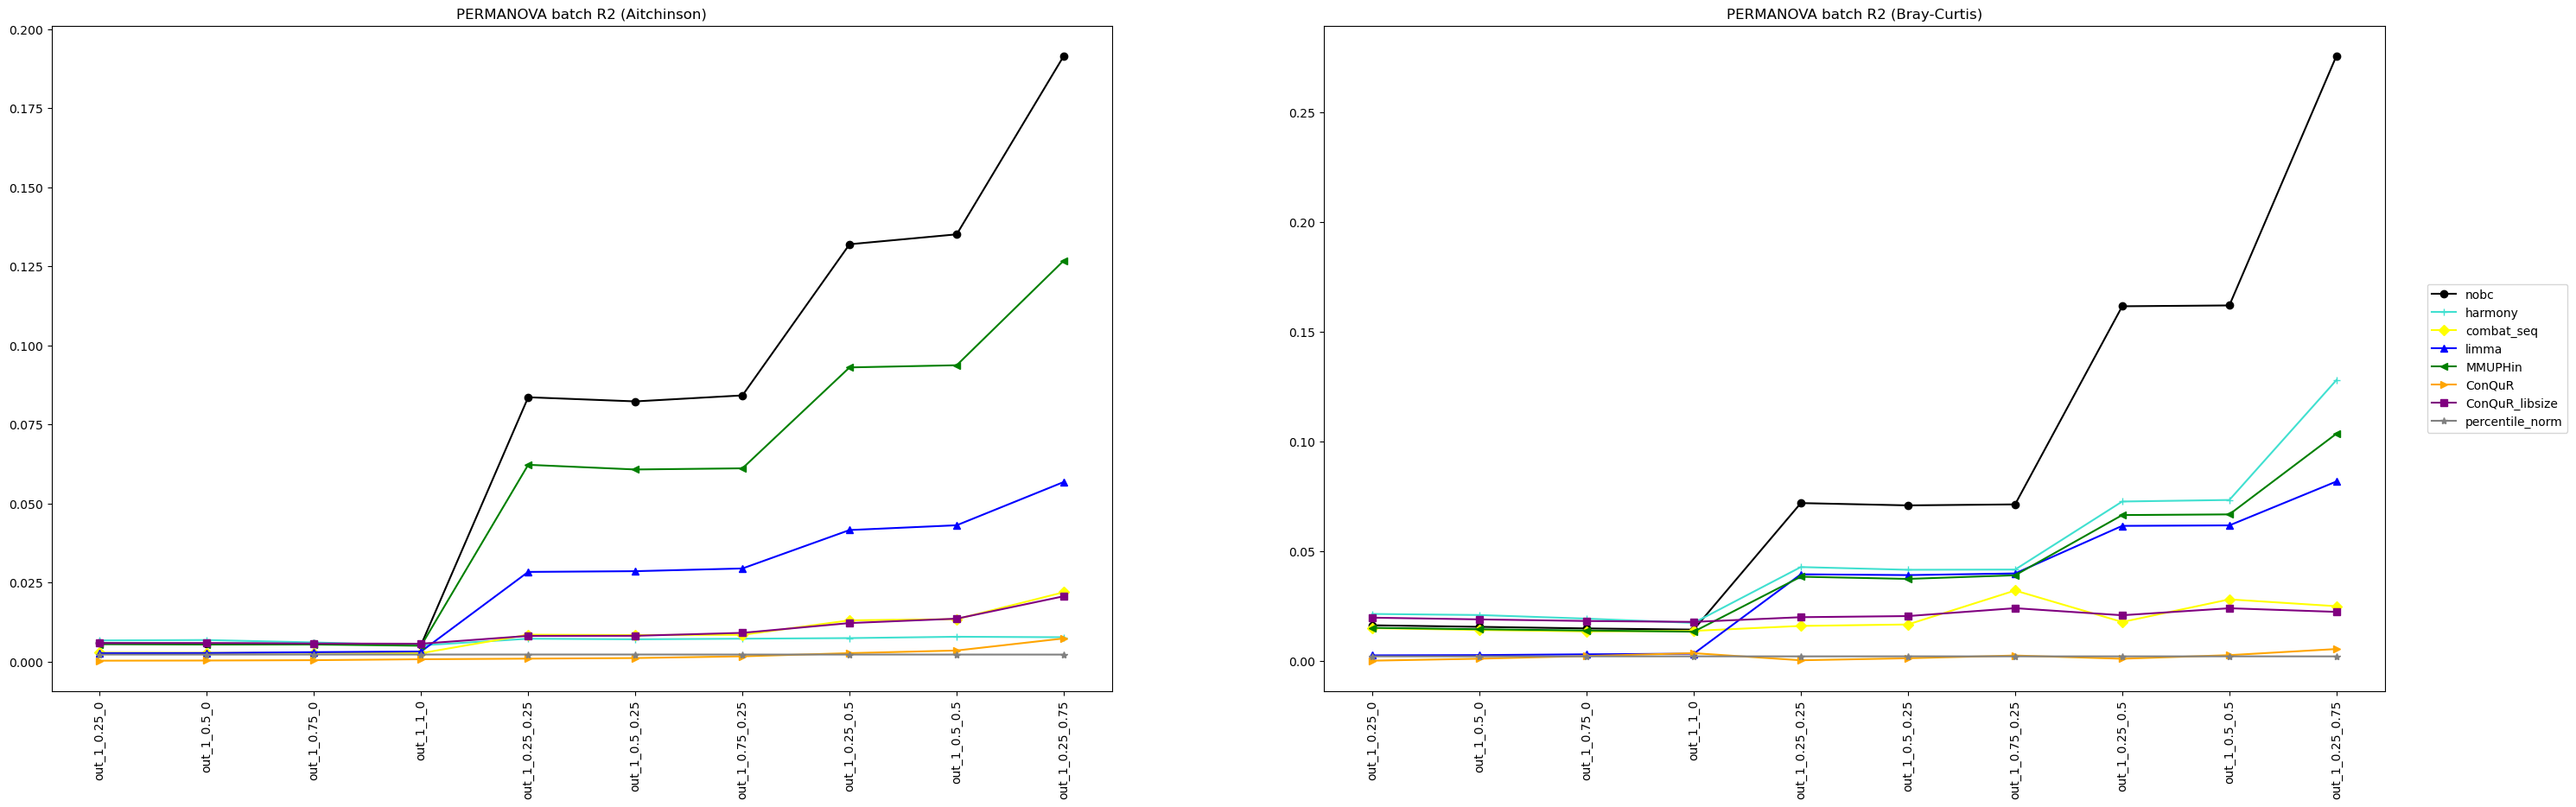 PERMANOVA batch R2 (Aitchinson)
0.200
0.175
0.150
0.125
0.100
0.075
0.050
0.025
0.000
out_1_0.25_0
out_1_0.5_0
out_1_0.75_0
out_1_1_0
out_1_0.25_0.25
out_1_0.5_0.25
out_1_0.75_0.25
out_1_0.25_0.5
out_1_0.5_0.5
out_1_0.25_0.75
PERMANOVA batch R2 (Bray-Curtis)
0.25
0.20
0.15
0.10
0.05
0.00
out_1_0.25_0
out_1_0.5_0
out_1_0.75_0
out_1_1_0
out_1_0.25_0.25
out_1_0.5_0.25
out_1_0.75_0.25
out_1_0.25_0.5
out_1_0.5_0.5
out_1_0.25_0.75
nobc
harmony
combat_seq
limma
MMUPHin
ConQuR
ConQuR_libsize
percentile_norm